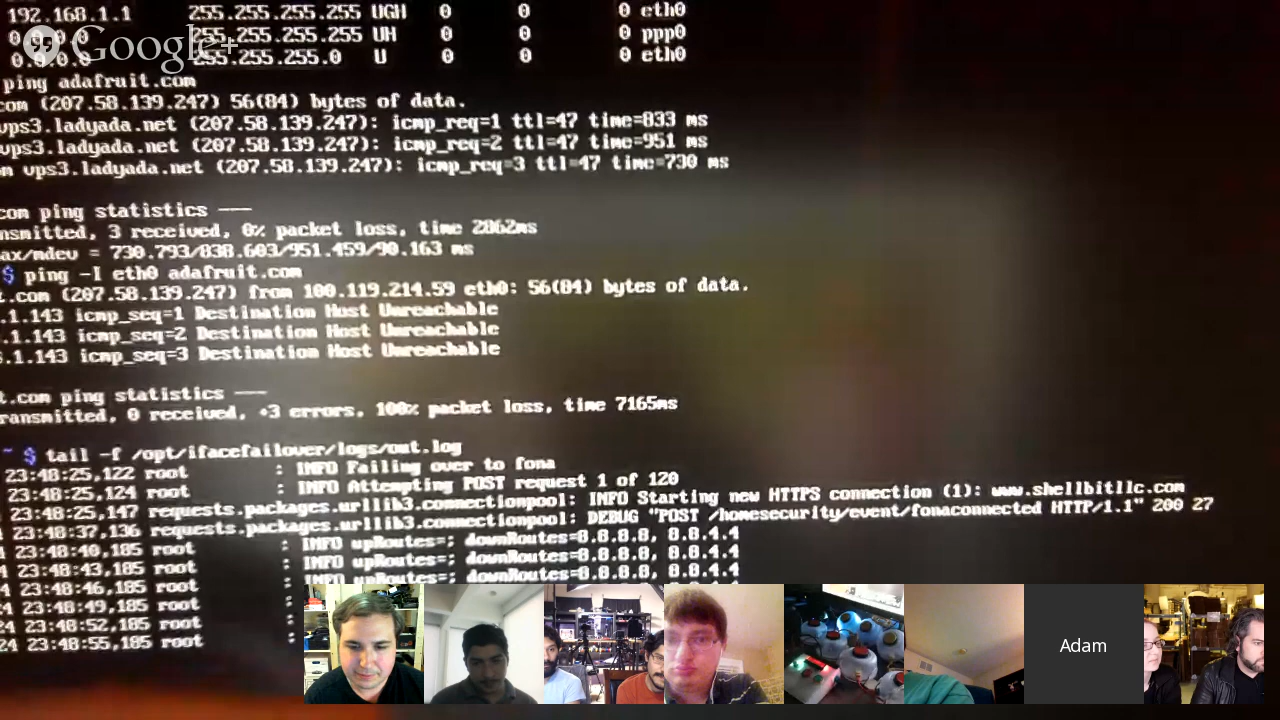 192.168.1.1 255.255.255.255 UGH 0 0 0 eth0
0.0.0.0 255.255.255.255 UH 0 0 0 ppp0
Google+
0.0.0.0 255.255.255.0 U 0 0 0 eth0
ping adafruit.com
com (207.58.139.247) 56(84) bytes of data.
vps3.ladyada.net (207.58.139.247): icmp_req=1 ttl=47 time=833 ms
vps3.ladyada.net (207.58.139.247): icmp_req=2 ttl=47 time=951 ms
m vps3.ladyada.net (207.58.139.247): icmp_req=3 ttl=47 time=730 ms
com ping statistics ---
nsmitted, 3 received, 0% packet loss, time 2862ms
ax/mdev = 730.793/838.603/951.459/90.163 ms
$ ping -I eth0 adafruit.com
t.com (207.58.139.247) from 100.119.214.59 eth0: 56(84) bytes of data.
.1.143 icmp_seq=1 Destination Host Unreachable
.1.143 icmp_seq=2 Destination Host Unreachable
.1.143 icmp_seq=3 Destination Host Unreachable
t.com ping statistics ---
ransmitted, 0 received, +3 errors, 100% packet loss, time 7165ms
~ $ tail -f /opt/ifacefailover/logs/out.log
23:48:25,122 root : INFO Failing over to fona
23:48:25,124 root : INFO Attempting POST request 1 of 120
23:48:25,147 requests.packages.urllib3.connectionpool: INFO Starting new HTTPS connection (1): www.shellbitllc.com
23:48:37,136 requests.packages.urllib3.connectionpool: DEBUG "POST /homesecurity/event/fonaconnected HTTP/1.1" 200 27
23:48:40,185 root : INFO upRoutes=; downRoutes=8.8.8.8, 8.8.4.4
4 23:48:43,185 root : INFO upRoutes=; downRoutes=8.8.8.8, 8.8.4.4
4 23:48:46,185 root : INFO upRoutes=; downRoutes=8.8.8.8, 8.8.4.4
24 23:48:49,185 root :
24 23:48:52,185 root :
24 23:48:55,185 root :
Adam